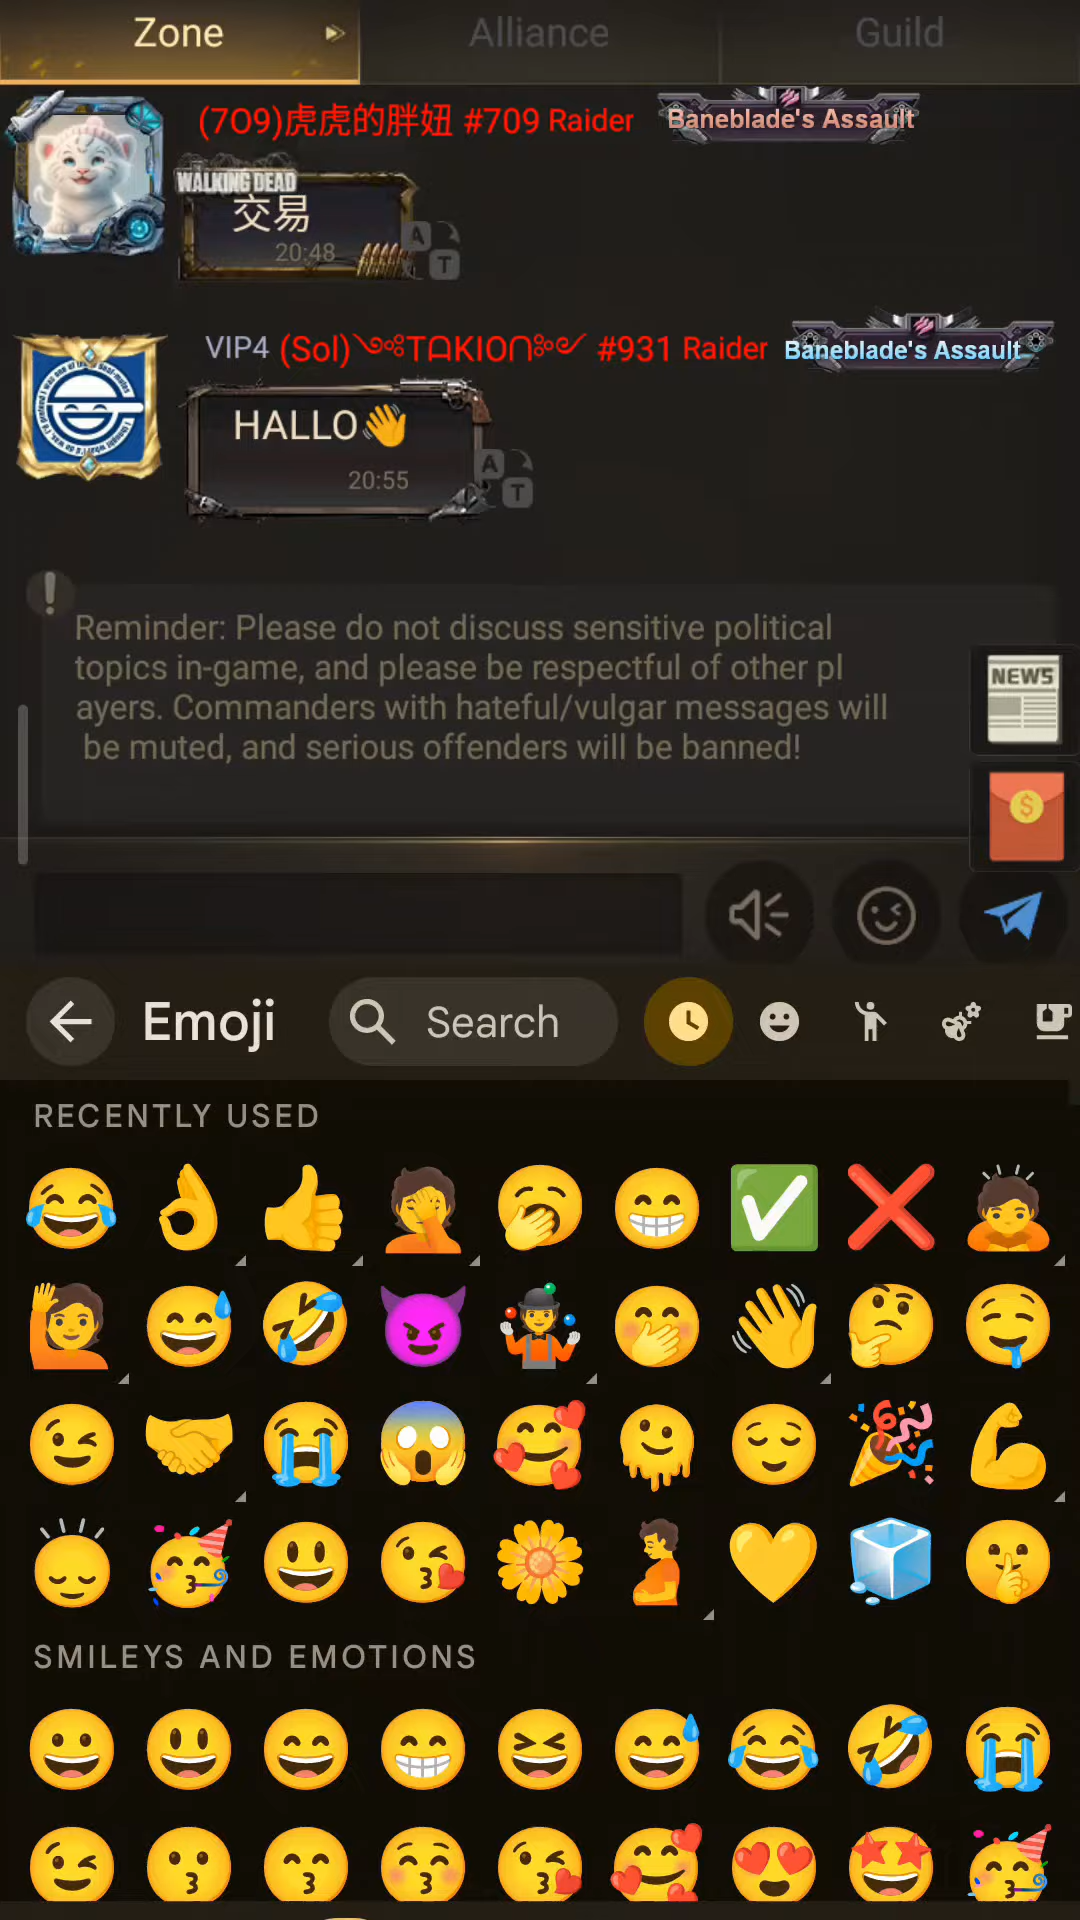 Zone
Alliance
Guild
(7O9)虎虎的胖妞 #709 Raider
Baneblade's Assault
WALKING DEAD
交易
20:48
A
T
VIP4 (Sol)༺TᗩKIOᑎ༻ #931 Raider
Baneblade's Assault
HALLO👋
20:55
A
T
Reminder: Please do not discuss sensitive political
topics in-game, and please be respectful of other pl
ayers. Commanders with hateful/vulgar messages will
be muted, and serious offenders will be banned!
NEWS
$
Emoji
Search
RECENTLY USED
SMILEYS AND EMOTIONS